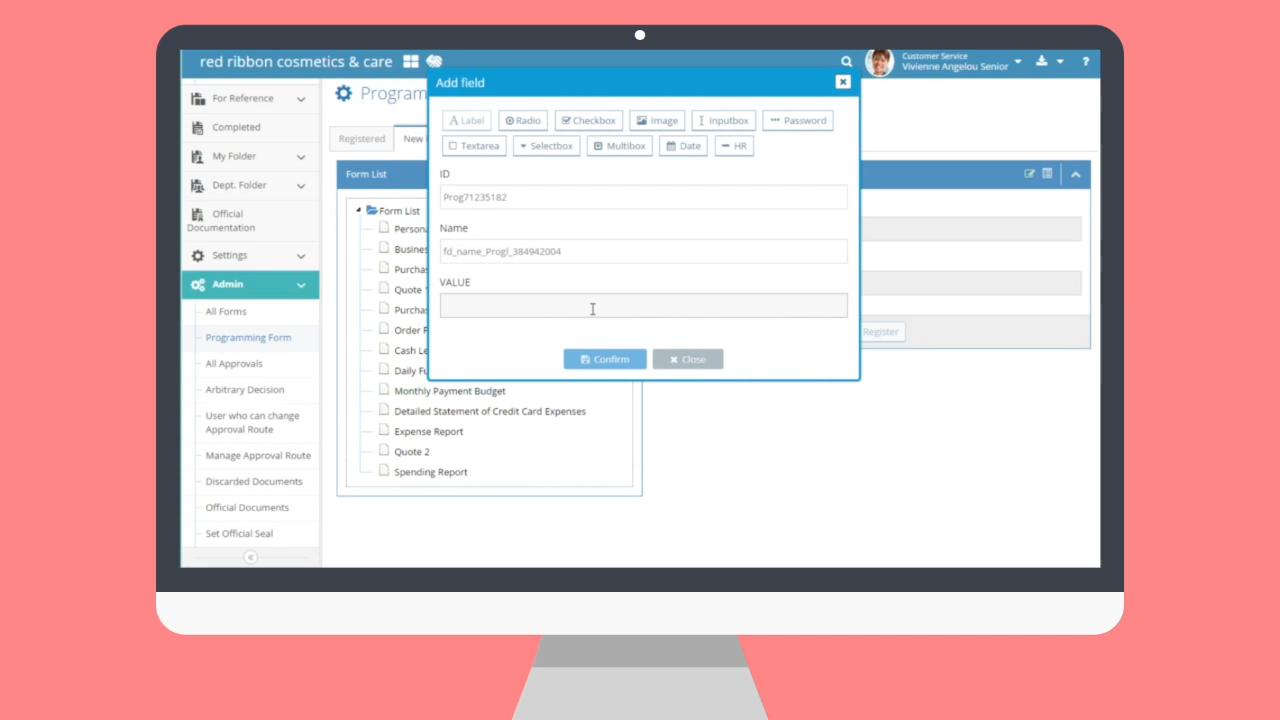 red ribbon cosmetics & care
Customer Service
Vivienne Angelou Senior
?
For Reference
Completed
My Folder
Dept. Folder
Official
Documentation
Settings
Admin
All Forms
Programming Form
All Approvals
Arbitrary Decision
User who can change
Approval Route
Manage Approval Route
Discarded Documents
Official Documents
Set Official Seal
Program
Registered
New
Form List
Form List
Persona
Busines
Purcha
Quote
Purcha
Order F
Cash Le
Daily Fu
Monthly Payment Budget
Detailed Statement of Credit Card Expenses
Expense Report
Quote 2
Spending Report
Add field
A Label
Radio
Checkbox
Image
Inputbox
Password
Textarea
Selectbox
Multibox
Date
HR
ID
Prog71235182
Name
fd_name_Progl_384942004
VALUE
Confirm
Close
Register